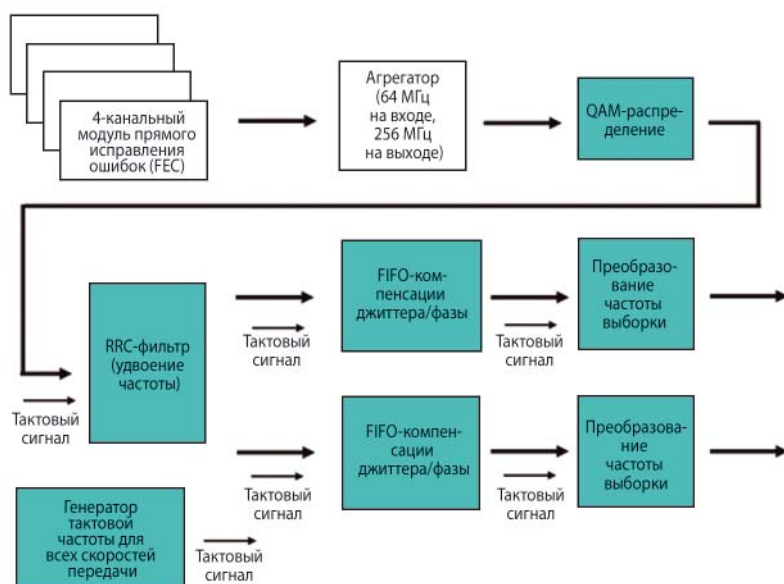 4-канальный
модуль прямого
исправления
ошибок (FEC)
Агрегатор
(64 МГц
на входе,
256 МГц
на выходе)
QAM-распре-
деление
RRC-фильтр
(удвоение
частоты)
Тактовый
сигнал
FIFO-ком-
пенсации
джиттера/фазы
Тактовый
сигнал
Преобразо-
вание
частоты
выборки
Тактовый
сигнал
FIFO-компен-
сации
джиттера/фазы
Тактовый
сигнал
Преобразова-
ние
частоты
выборки
Тактовый
сигнал
Генератор
тактовой
частоты для
всех скоростей
передачи
Тактовый
сигнал